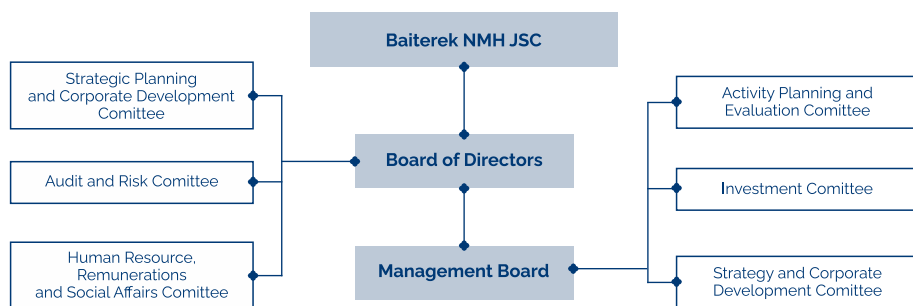 Baiterek NMH JSC
Strategic Planning
and Corporate Development
Comittee
Activity Planning and
Evaluation Comittee
Board of Directors
Audit and Risk Comittee
Investment Comittee
Human Resource,
Remunerations
and Social Affairs Comittee
Management Board
Strategy and Corporate
Development Comittee